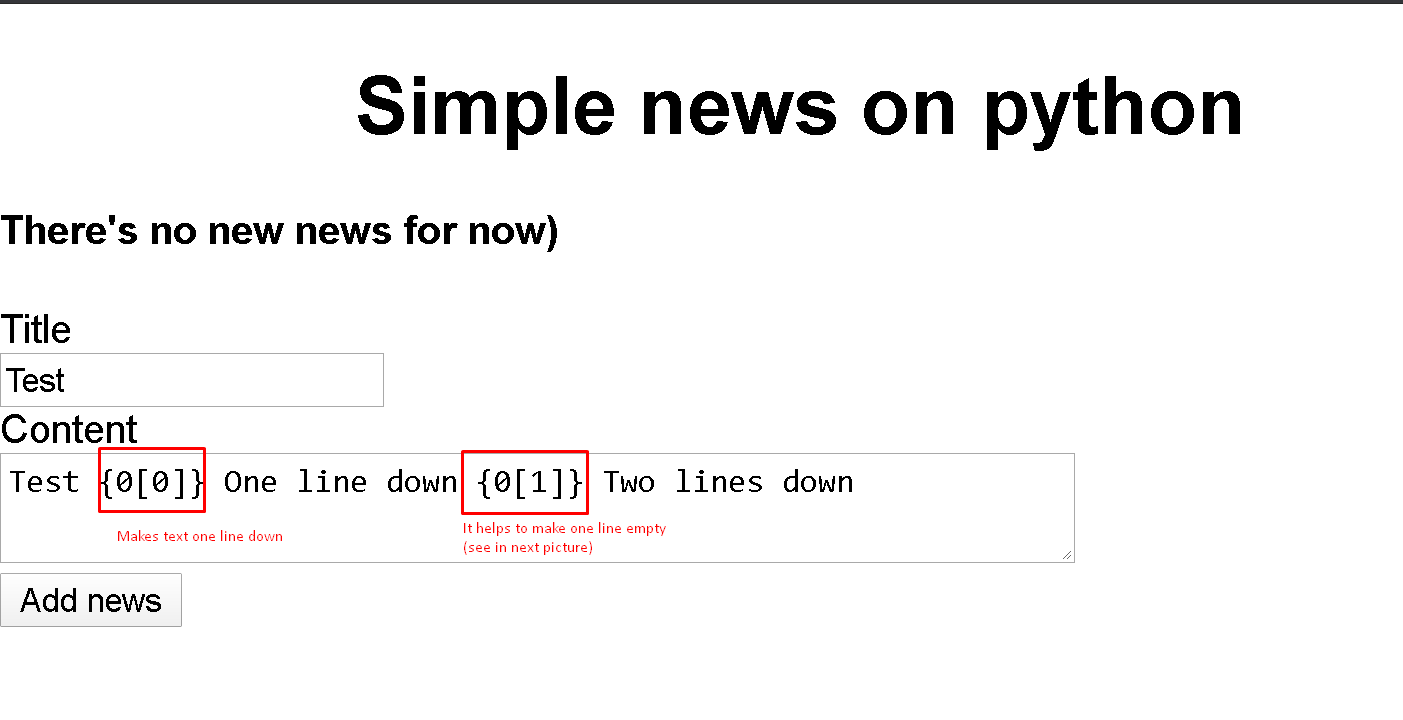 Simple news on python
There's no new news for now)
Title
Test
Content
Test {0[0]} One line down {0[1]} Two lines down
Makes text one line down
It helps to make one line empty
(see in next picture)
Add news